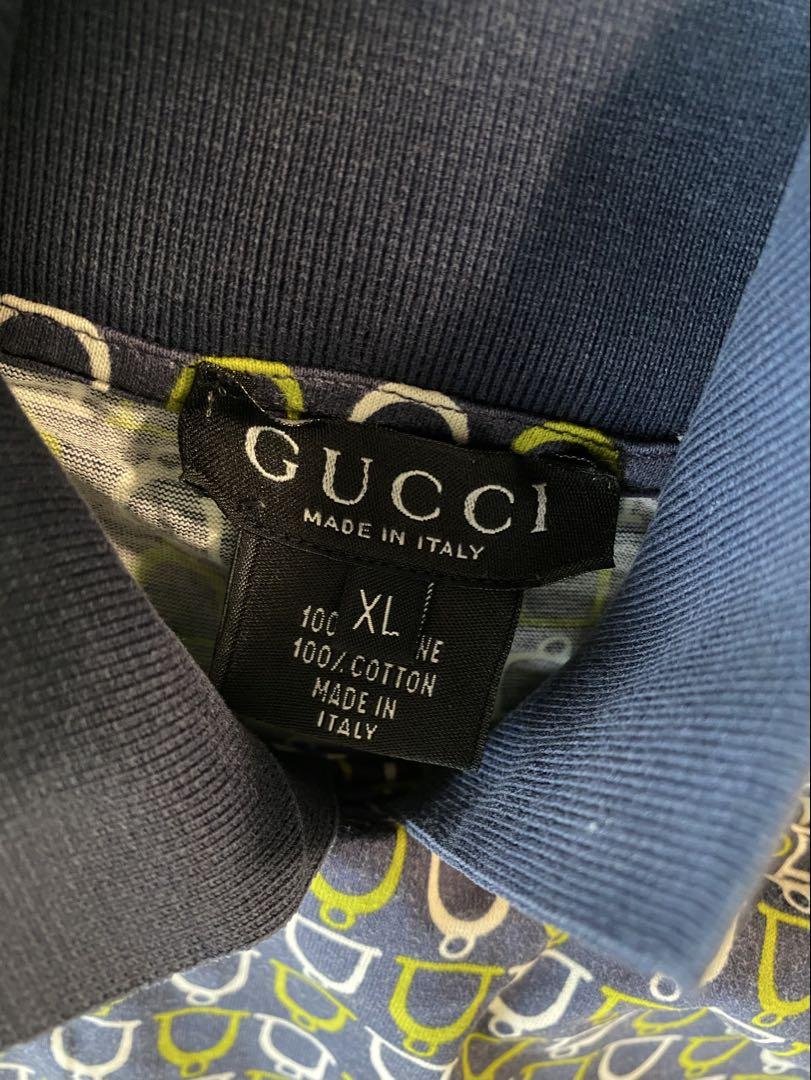 GUCCI
MADE IN ITALY
XL
100% COTTON
MADE IN
ITALY